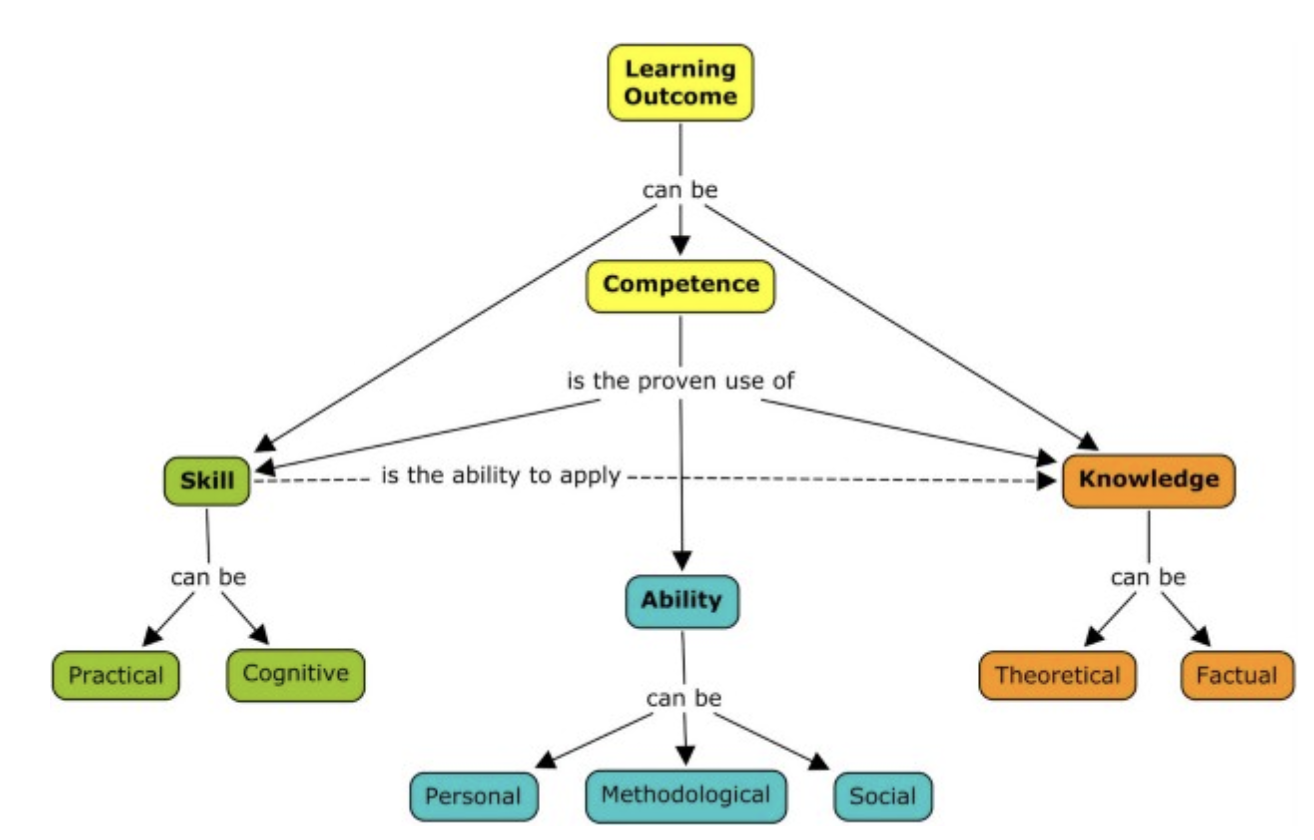 Learning
Outcome
can be
Competence
is the proven use of
Skill
is the ability to apply
Knowledge
can be
can be
Ability
Practical
Cognitive
Theoretical
Factual
can be
Personal
Methodological
Social